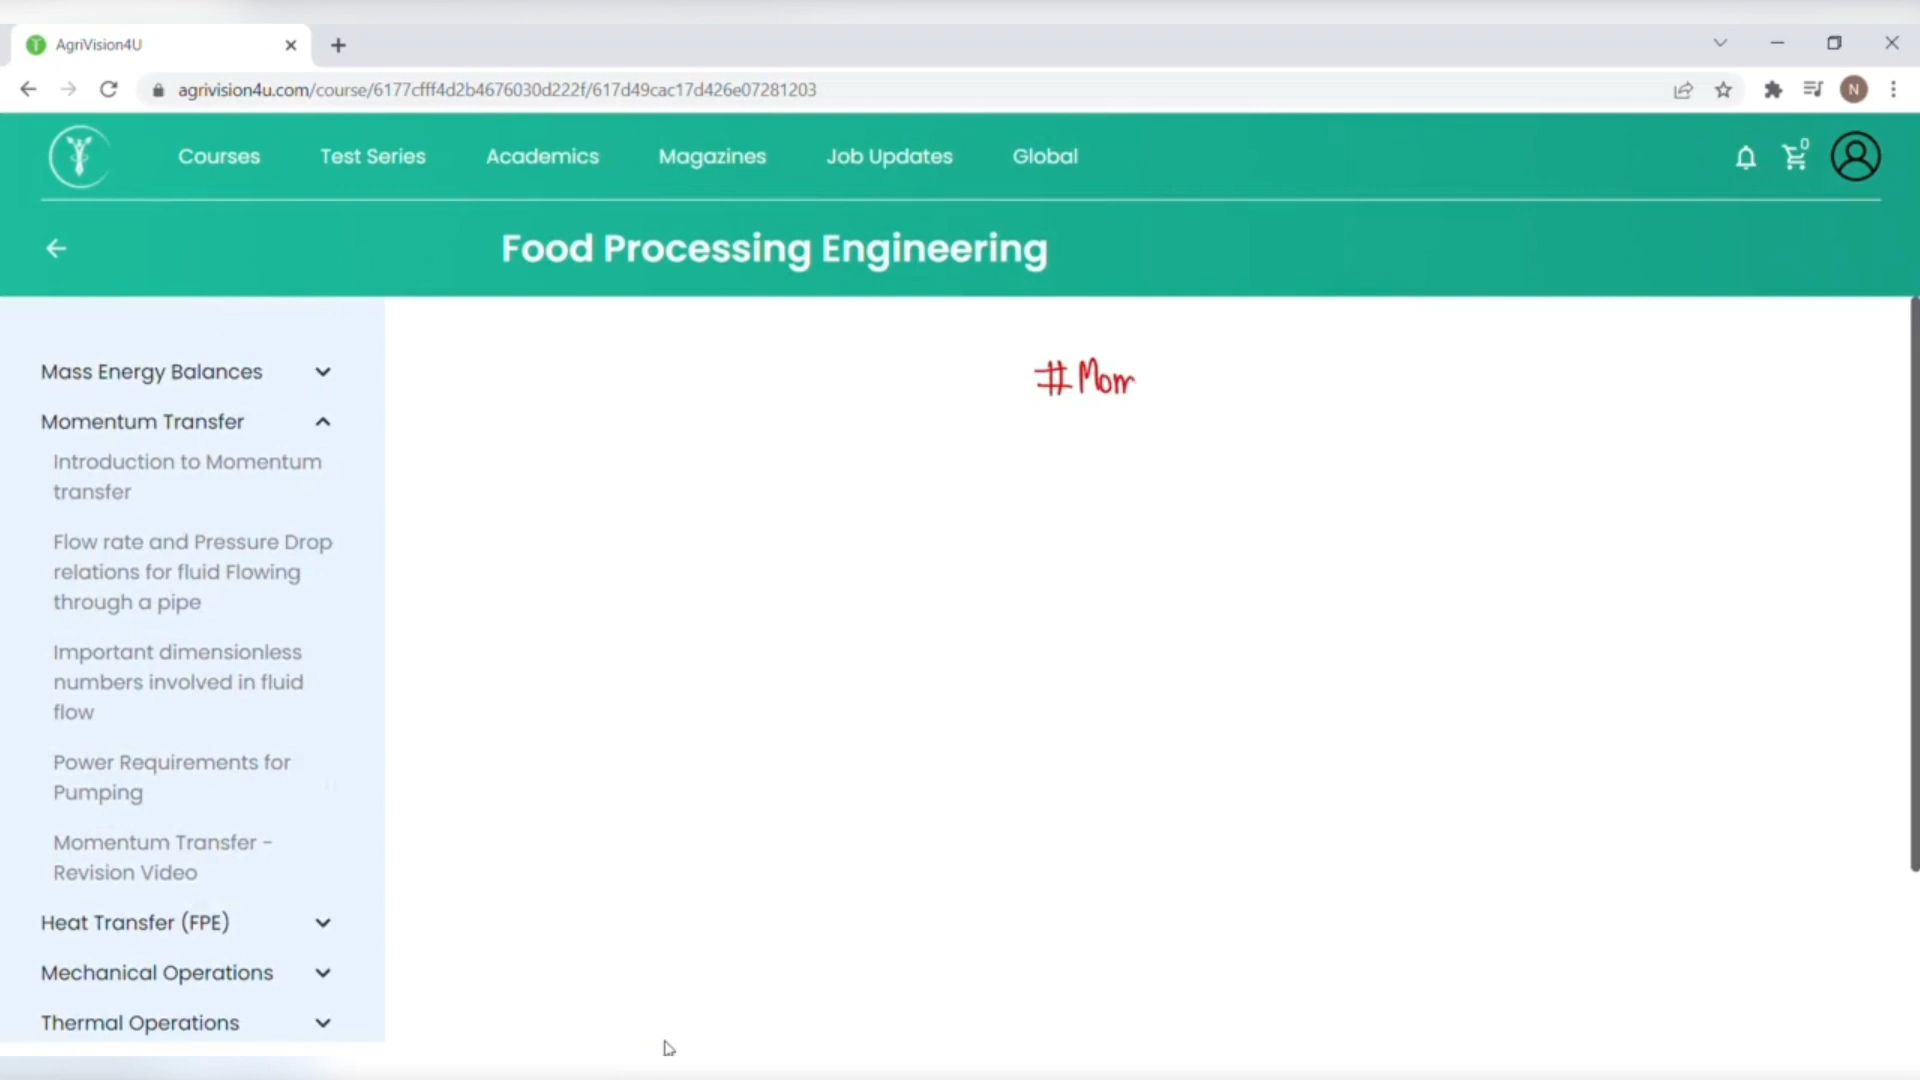 AgriVision4U
agrivision4u.com/course/6177cfff4d2b4676030d222f/617d49cac17d426e07281203
N
Courses Test Series Academics Magazines Job Updates Global
0
Food Processing Engineering
#Mom
Mass Energy Balances
Momentum Transfer
Introduction to Momentum
transfer
Flow rate and Pressure Drop
relations for fluid Flowing
through a pipe
Important dimensionless
numbers involved in fluid
flow
Power Requirements for
Pumping
Momentum Transfer -
Revision Video
Heat Transfer (FPE)
Mechanical Operations
Thermal Operations